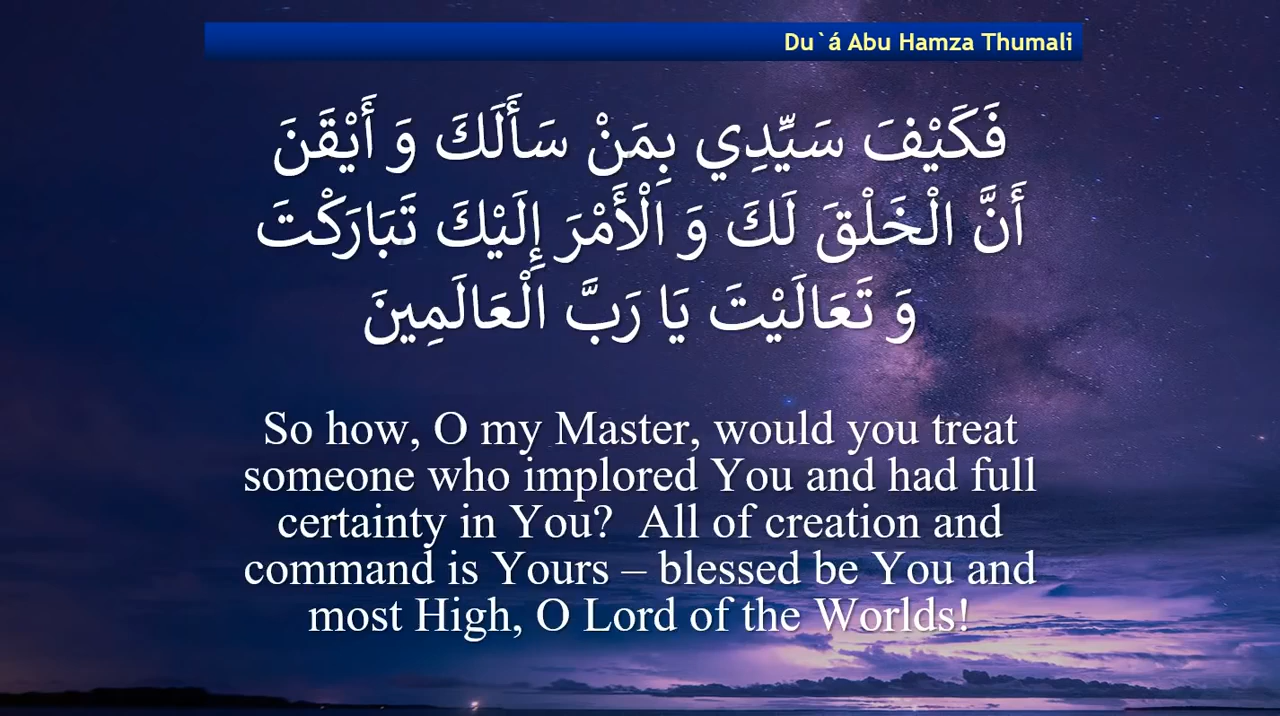 Du`á Abu Hamza Thumali
فَكَيْفَ سَيِّدِي بِمَنْ سَأَلَكَ وَ أَيْقَنَ
أَنَّ الْخَلْقَ لَكَ وَ الْأَمْرَ إِلَيْكَ تَبَارَكْتَ
وَ تَعَالَيْتَ يَا رَبَّ الْعَالَمِينَ
So how, O my Master, would you treat
someone who implored You and had full
certainty in You?  All of creation and
command is Yours – blessed be You and
most High, O Lord of the Worlds!